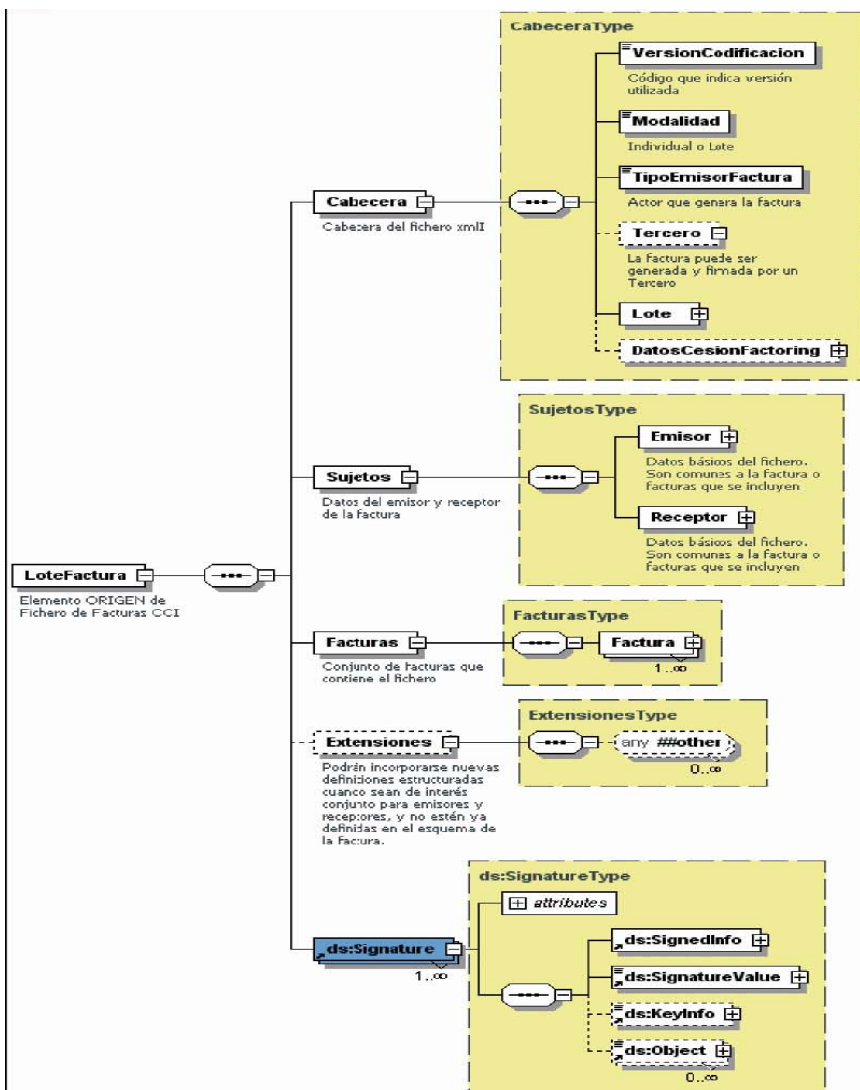 CabeceraType
VersionCodificacion
Código que indica versión
utilizada
Modalidad
Individual o Lote
TipoEmisorFactura
Actor que genera la factura
Cabecera
Cabecera del fichero xmlI
Tercero
La factura puede ser
generada y firmada por un
Tercero
Lote
DatosCesionFactoring
SujetosType
Emisor
Datos básicos del fichero.
Son comunes a la factura o
facturas que se incluyen
Sujetos
Datos del emisor y receptor
de la factura
Receptor
Datos básicos del fichero.
Son comunes a la factura o
facturas que se incluyen
LoteFactura
Elemento ORIGEN de
Fichero de Facturas CCI
FacturasType
Facturas
Conjunto de facturas que
contiene el fichero
Factura
1..∞
ExtensionesType
Extensiones
any ##other
0..∞
Podrán incorporarse nuevas
definiciones estructuradas
cuanco sean de interés
conjunto para emisores y
receptores, y no estén ya
definidas en el esquema de
la factura.
ds:SignatureType
attributes
ds:Signature
1..∞
ds:SignedInfo
ds:SignatureValue
ds:KeyInfo
ds:Object
0..∞